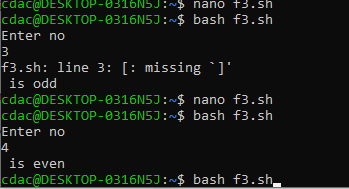 cdac@DESKTOP-0316N5J:~$ nano f3.sh
cdac@DESKTOP-0316N5J:~$ bash f3.sh
Enter no
3
f3.sh: line 3: [: missing `]'
 is odd
cdac@DESKTOP-0316N5J:~$ nano f3.sh
cdac@DESKTOP-0316N5J:~$ bash f3.sh
Enter no
4
 is even
cdac@DESKTOP-0316N5J:~$ bash f3.sh